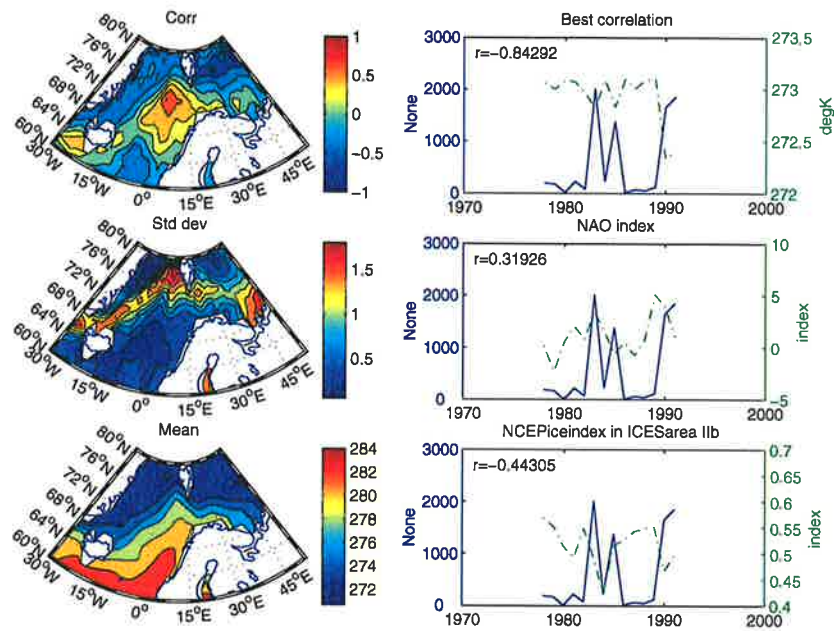 Corr
80°N
76°N
72°N
68°N
64°N
60°N
30°W
15°W
0°
15°E
30°E
45°E
1
0.5
0
−0.5
−1
Best correlation
r=−0.84292
3000
2000
1000
0
None
273.5
273
272.5
272
degK
1970
1980
1990
2000
Std dev
80°N
76°N
72°N
68°N
64°N
60°N
30°W
15°W
0°
15°E
30°E
45°E
1.5
1
0.5
NAO index
r=0.31926
3000
2000
1000
0
None
10
5
0
−5
index
1970
1980
1990
2000
Mean
80°N
76°N
72°N
68°N
64°N
60°N
30°W
15°W
0°
15°E
30°E
45°E
284
282
280
278
276
274
272
NCEPiceindex in ICESarea IIb
r=−0.44305
3000
2000
1000
0
None
0.7
0.65
0.6
0.55
0.5
0.45
0.4
index
1970
1980
1990
2000